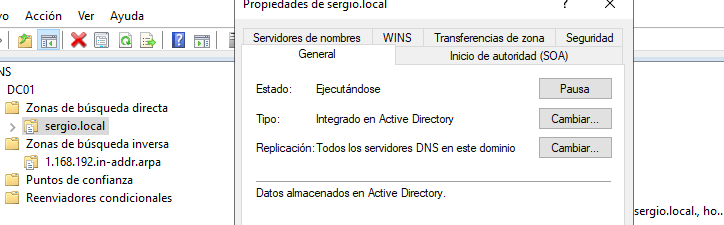 Propiedades de sergio.local
Acción Ver Ayuda
NS
DC01
Zonas de búsqueda directa
sergio.local
Zonas de búsqueda inversa
1.168.192.in-addr.arpa
Puntos de confianza
Reenviadores condicionales
Servidores de nombres WINS Transferencias de zona Seguridad
General Inicio de autoridad (SOA)
Estado: Ejecutándose Pausa
Tipo: Integrado en Active Directory Cambiar...
Replicación: Todos los servidores DNS en este dominio Cambiar...
Datos almacenados en Active Directory.
sergio.local., ho...